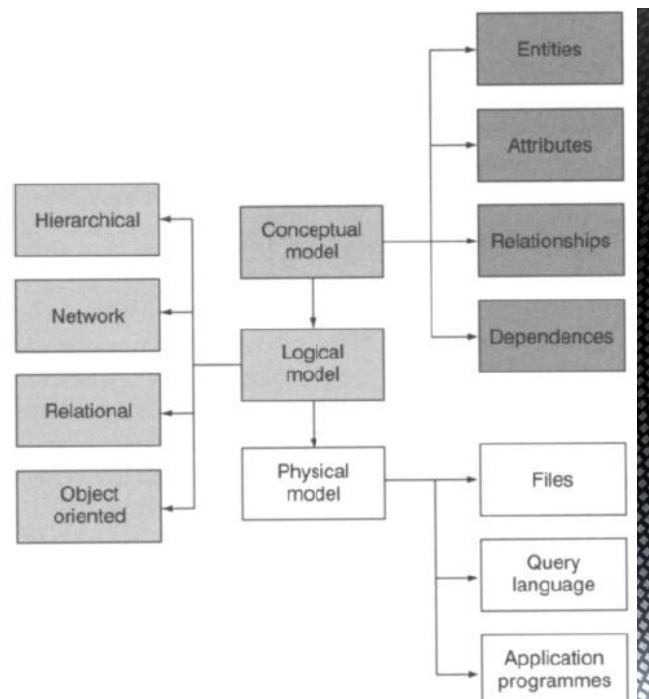 Entities
Attributes
Hierarchical
Conceptual
model
Relationships
Network
Logical
model
Dependences
Relational
Physical
model
Files
Object
oriented
Query
language
Application
programmes